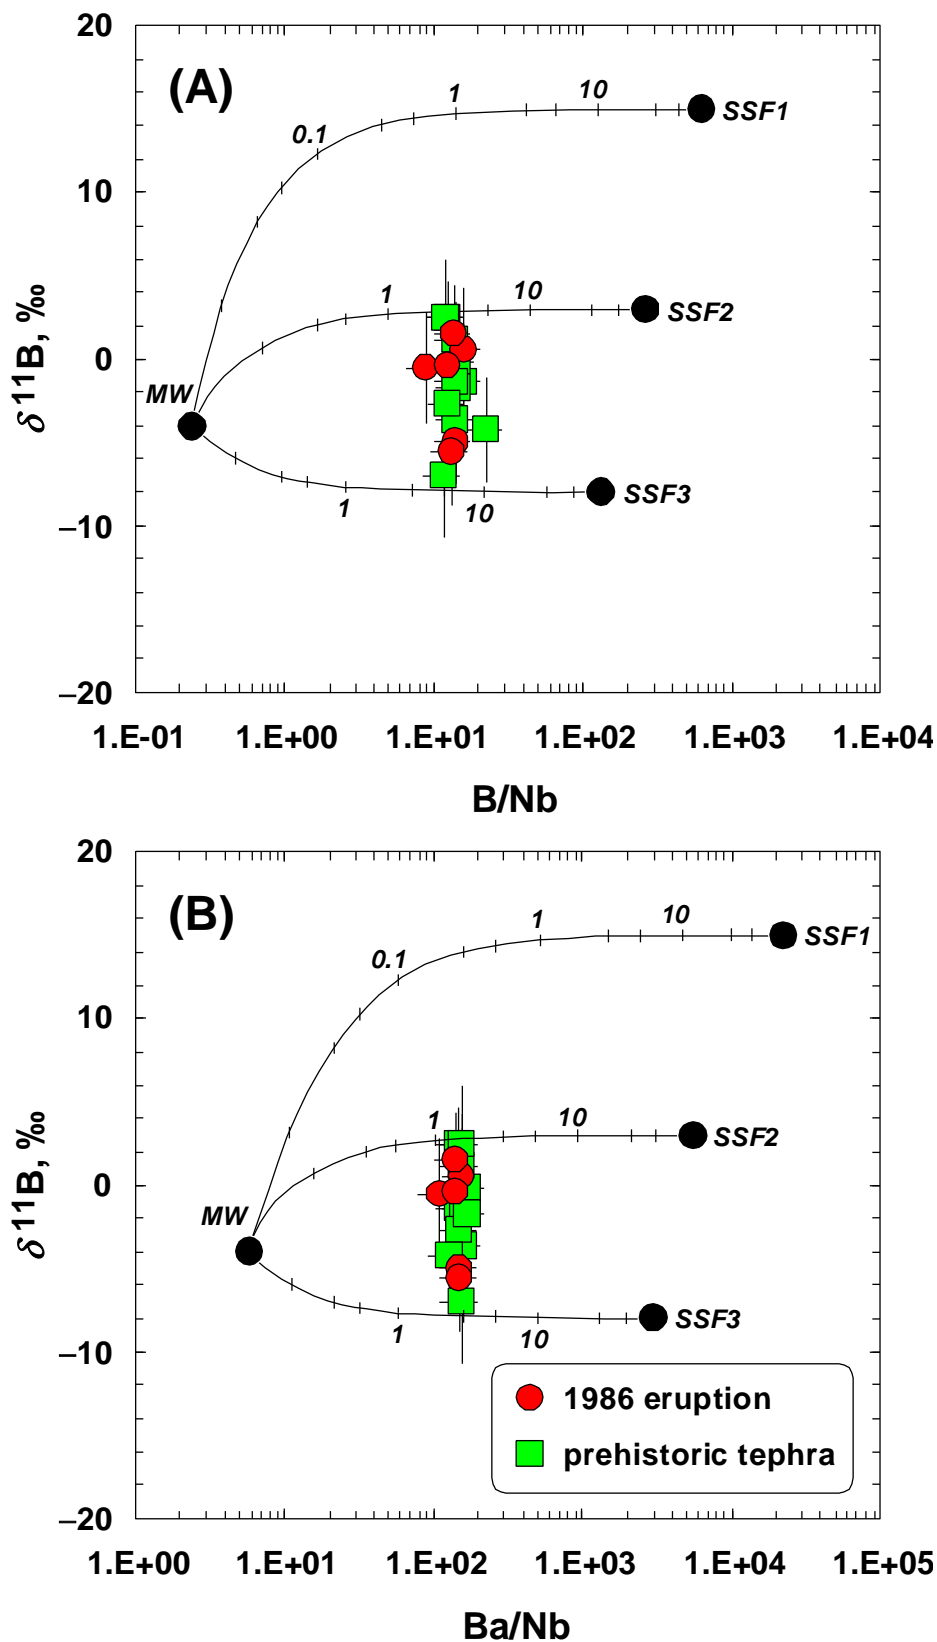 20
(A)
10
1
SSF1
0.1
10
1
10
SSF2
0
MW
δ11B, ‰
SSF3
1
10
–10
–20
1.E-01 1.E+00 1.E+01 1.E+02 1.E+03 1.E+04
B/Nb
20
(B)
10
1
SSF1
0.1
10
1
10
SSF2
0
MW
δ11B, ‰
SSF3
1
10
–10
1986 eruption
prehistoric tephra
–20
1.E+00 1.E+01 1.E+02 1.E+03 1.E+04 1.E+05
Ba/Nb